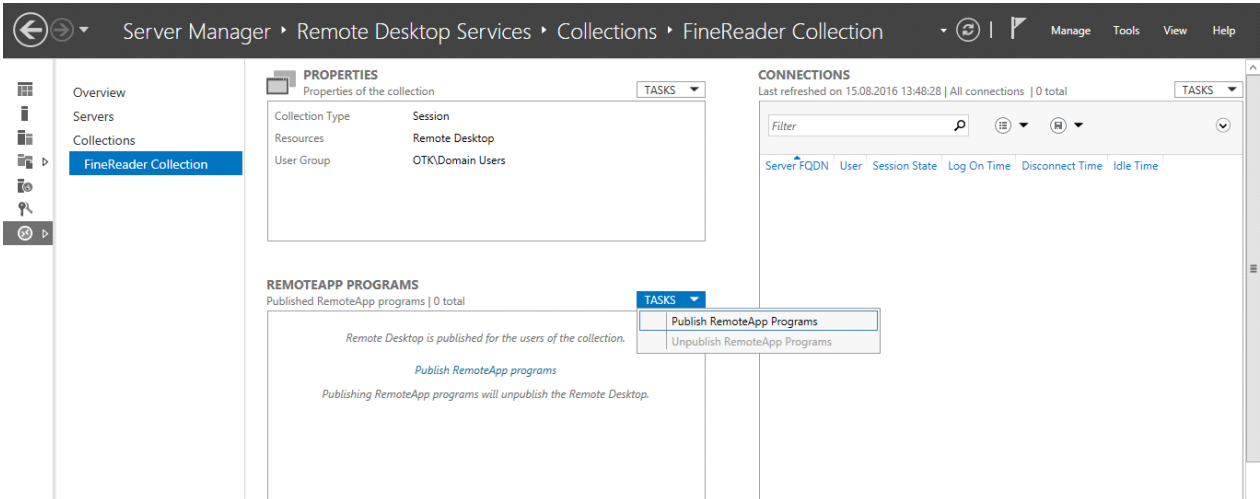 Server Manager ‣ Remote Desktop Services ‣ Collections ‣ FineReader Collection
Manage Tools View Help
Overview
Servers
Collections
FineReader Collection
PROPERTIES
Properties of the collection
TASKS
Collection Type Session
Resources Remote Desktop
User Group OTK\Domain Users
REMOTEAPP PROGRAMS
Published RemoteApp programs | 0 total
TASKS
Publish RemoteApp Programs
Unpublish RemoteApp Programs
Remote Desktop is published for the users of the collection.
Publish RemoteApp programs
Publishing RemoteApp programs will unpublish the Remote Desktop.
CONNECTIONS
Last refreshed on 15.08.2016 13:48:28 | All connections | 0 total
TASKS
Filter
Server FQDN User Session State Log On Time Disconnect Time Idle Time